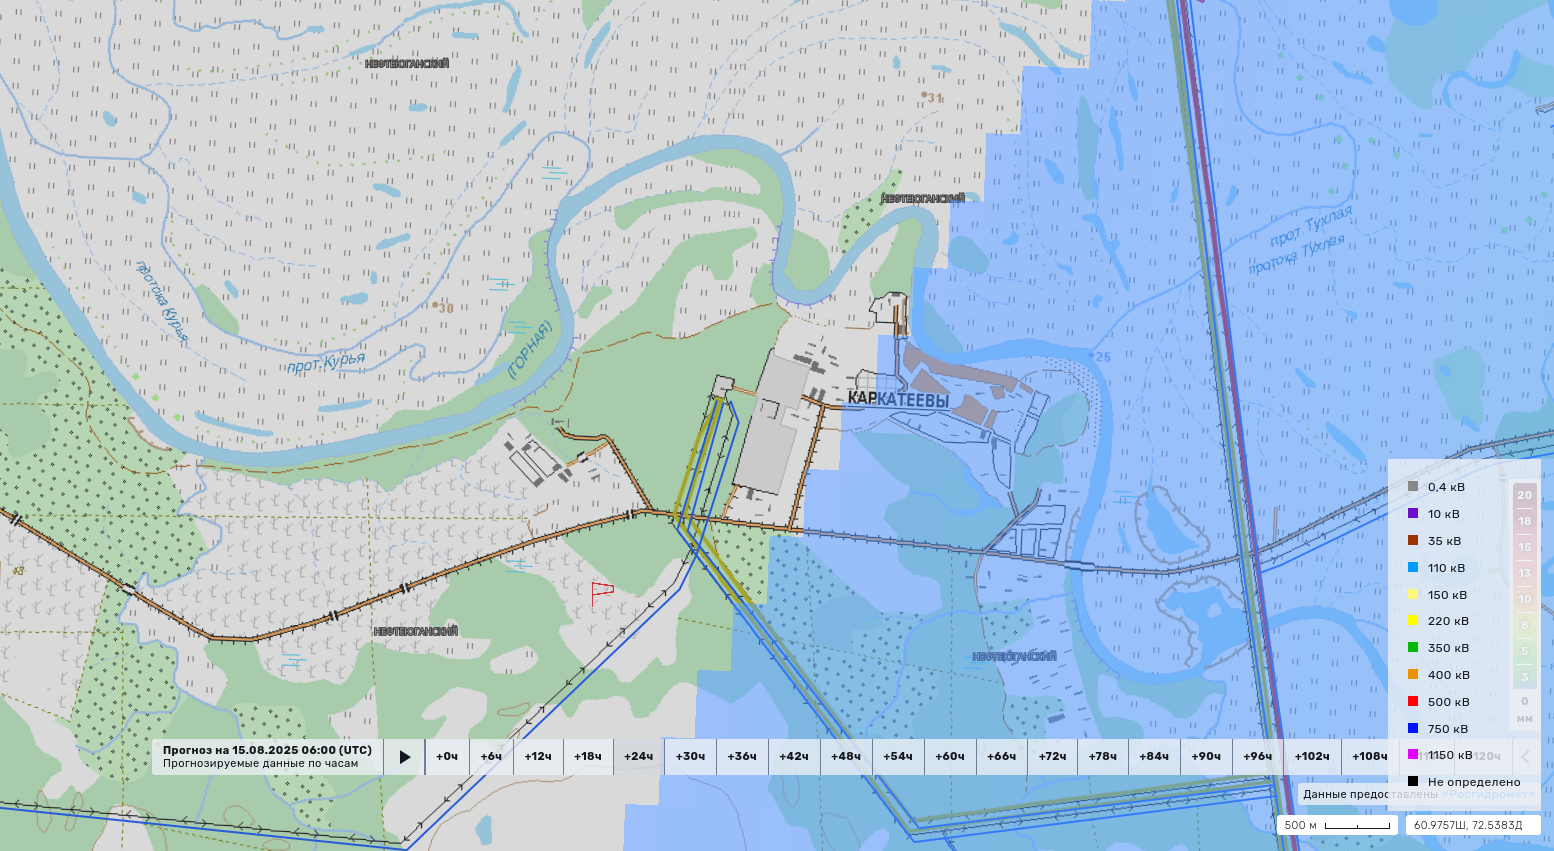 НЕФТЕЮГАНСКИЙ
31
НЕФТЕЮГАНСКИЙ
прот. Тухлая
протока Тухлая
протока Курья
30
(ГОРНАЯ)
прот. Курья
25
КАРКАТЕЕВЫ
НЕФТЕЮГАНСКИЙ
НЕФТЕЮГАНСКИЙ
0,4 кВ
10 кВ
35 кВ
110 кВ
150 кВ
220 кВ
350 кВ
400 кВ
500 кВ
750 кВ
1150 кВ
Не определено
20
18
15
13
10
8
5
3
0
мм
Прогноз на 15.08.2025 06:00 (UTC)
Прогнозируемые данные по часам
+0ч +6ч +12ч +18ч +24ч +30ч +36ч +42ч +48ч +54ч +60ч +66ч +72ч +78ч +84ч +90ч +96ч +102ч +108ч
Данные предоставлены «Росгидромет»
500 м
60.9757Ш, 72.5383Д